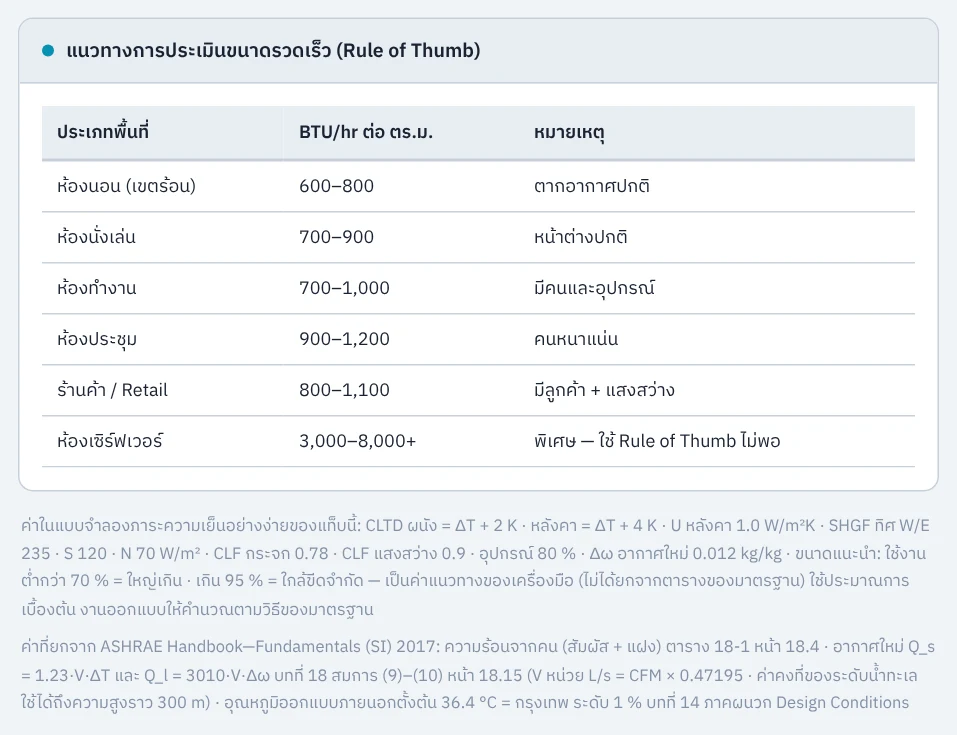 แนวทางการประเมินขนาดรวดเร็ว (Rule of Thumb)
ประเภทพื้นที่ BTU/hr ต่อ ตร.ม. หมายเหตุ
ห้องนอน (เขตร้อน) 600–800 ตากอากาศปกติ
ห้องนั่งเล่น 700–900 หน้าต่างปกติ
ห้องทำงาน 700–1,000 มีคนและอุปกรณ์
ห้องประชุม 900–1,200 คนหนาแน่น
ร้านค้า / Retail 800–1,100 มีลูกค้า + แสงสว่าง
ห้องเซิร์ฟเวอร์ 3,000–8,000+ พิเศษ — ใช้ Rule of Thumb ไม่พอ
ค่าในแบบจำลองภาระความเย็นอย่างง่ายของแท็บนี้: CLTD ผนัง = ΔT + 2 K · หลังคา = ΔT + 4 K · U หลังคา 1.0 W/m²K · SHGF ทิศ W/E
235 · S 120 · N 70 W/m² · CLF กระจก 0.78 · CLF แสงสว่าง 0.9 · อุปกรณ์ 80 % · Δω อากาศใหม่ 0.012 kg/kg · ขนาดแนะนำ: ใช้งาน
ต่ำกว่า 70 % = ใหญ่เกิน · เกิน 95 % = ใกล้ขีดจำกัด — เป็นค่าแนวทางของเครื่องมือ (ไม่ได้ยกจากตารางของมาตรฐาน) ใช้ประมาณการ
เบื้องต้น งานออกแบบให้คำนวณตามวิธีของมาตรฐาน
ค่าที่ยกจาก ASHRAE Handbook—Fundamentals (SI) 2017: ความร้อนจากคน (สัมผัส + แฝง) ตาราง 18-1 หน้า 18.4 · อากาศใหม่ Q_s
= 1.23·V·ΔT และ Q_l = 3010·V·Δω บทที่ 18 สมการ (9)–(10) หน้า 18.15 (V หน่วย L/s = CFM × 0.47195 · ค่าคงที่ของระดับน้ำทะเล
ใช้ได้ถึงความสูงราว 300 m) · อุณหภูมิออกแบบภายนอกตั้งต้น 36.4 °C = กรุงเทพ ระดับ 1 % บทที่ 14 ภาคผนวก Design Conditions